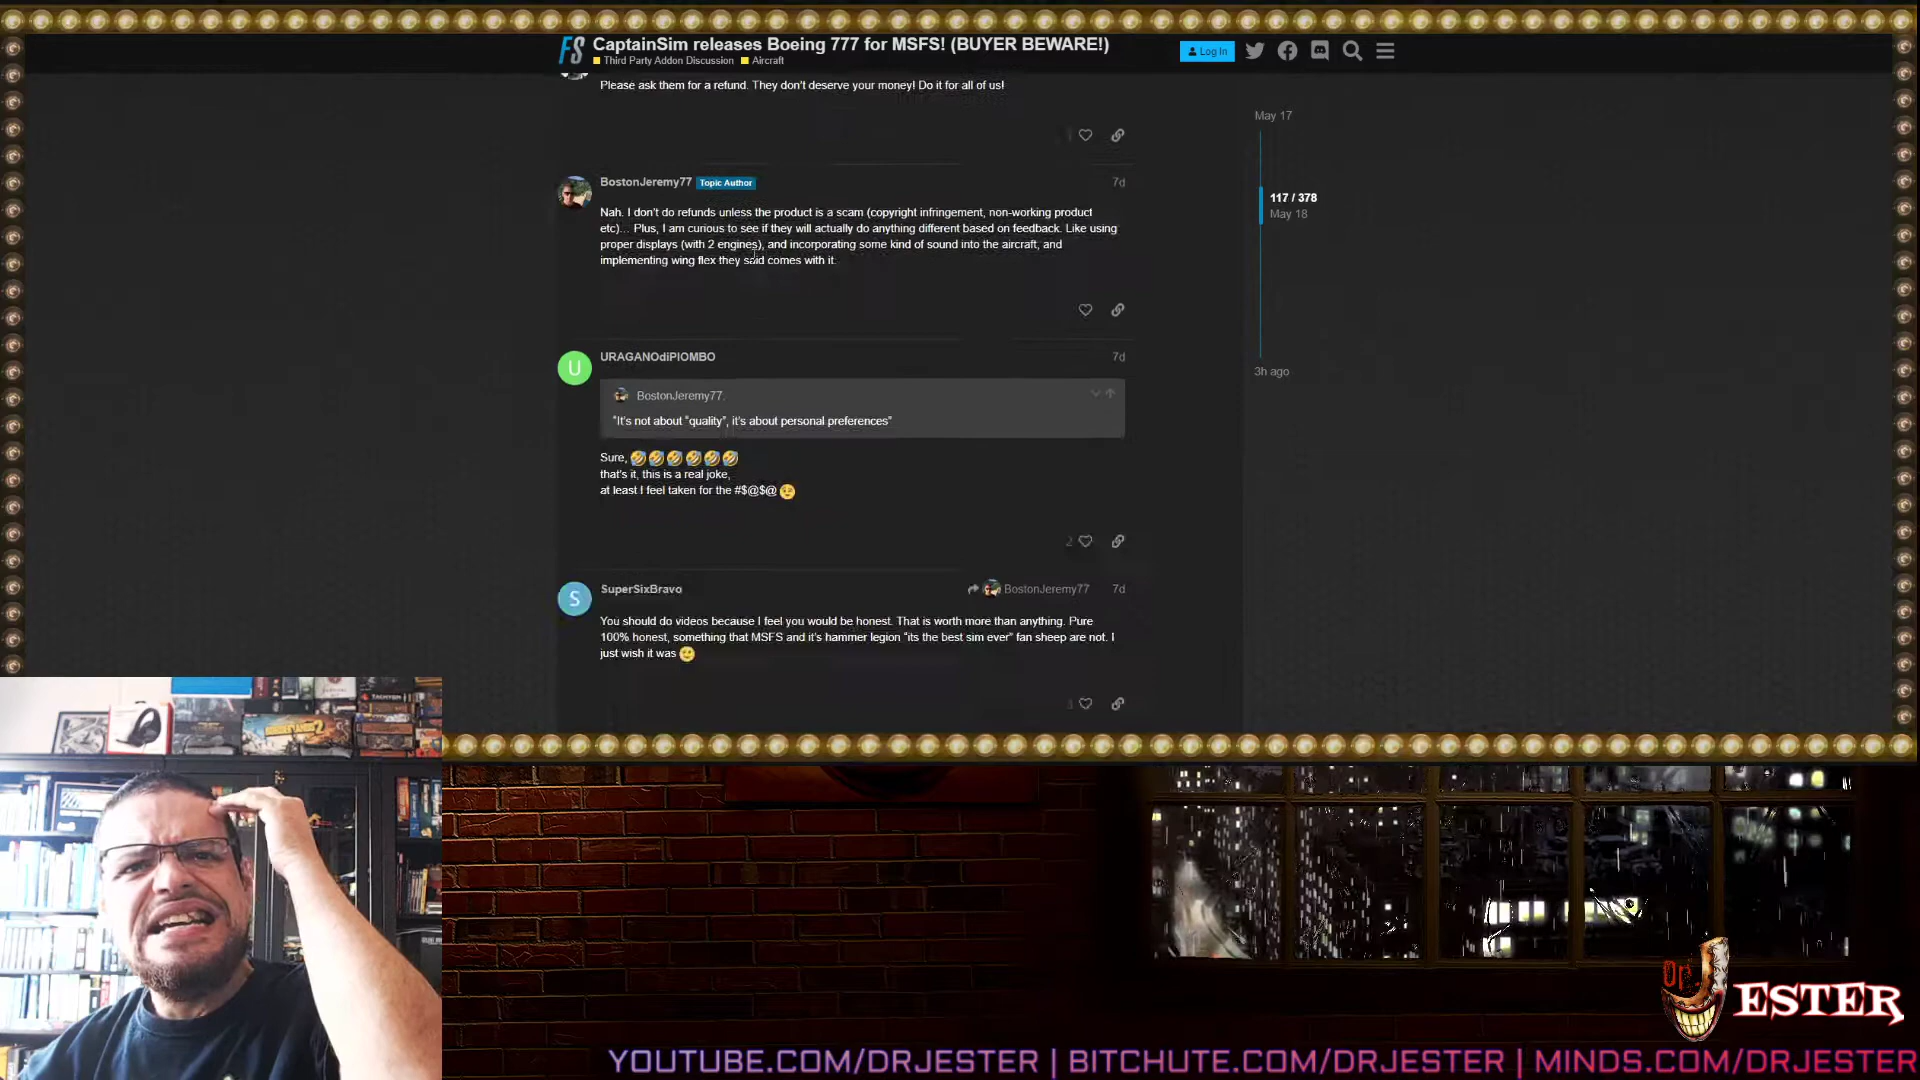 CaptainSim releases Boeing 777 for MSFS! (BUYER BEWARE!)
Third Party Addon Discussion Aircraft
Log In
Please ask them for a refund. They don't deserve your money! Do it for all of us!
1
May 17
BostonJeremy77 Topic Author 7d
Nah. I don't do refunds unless the product is a scam (copyright infringement, non-working product
etc)... Plus, I am curious to see if they will actually do anything different based on feedback. Like using
proper displays (with 2 engines), and incorporating some kind of sound into the aircraft, and
implementing wing flex they said comes with it.
117 / 378
May 18
3h ago
U
URAGANOdiPIOMBO 7d
BostonJeremy77.
"It's not about "quality", it's about personal preferences"
Sure,
that's it, this is a real joke,
at least I feel taken for the #$@$@
2
S
SuperSixBravo BostonJeremy77 7d
You should do videos because I feel you would be honest. That is worth more than anything. Pure
100% honest, something that MSFS and it's hammer legion "its the best sim ever" fan sheep are not. I
just wish it was
BORDERLANDS 2
TACHYON
Dr. JESTER
YOUTUBE.COM/DRJESTER | BITCHUTE.COM/DRJESTER | MINDS.COM/DRJESTER